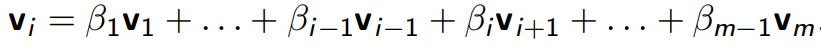 𝐯ᵢ = β₁𝐯₁ + … + βᵢ₋₁𝐯ᵢ₋₁ + βᵢ𝐯ᵢ₊₁ + … + βₘ₋₁𝐯ₘ.